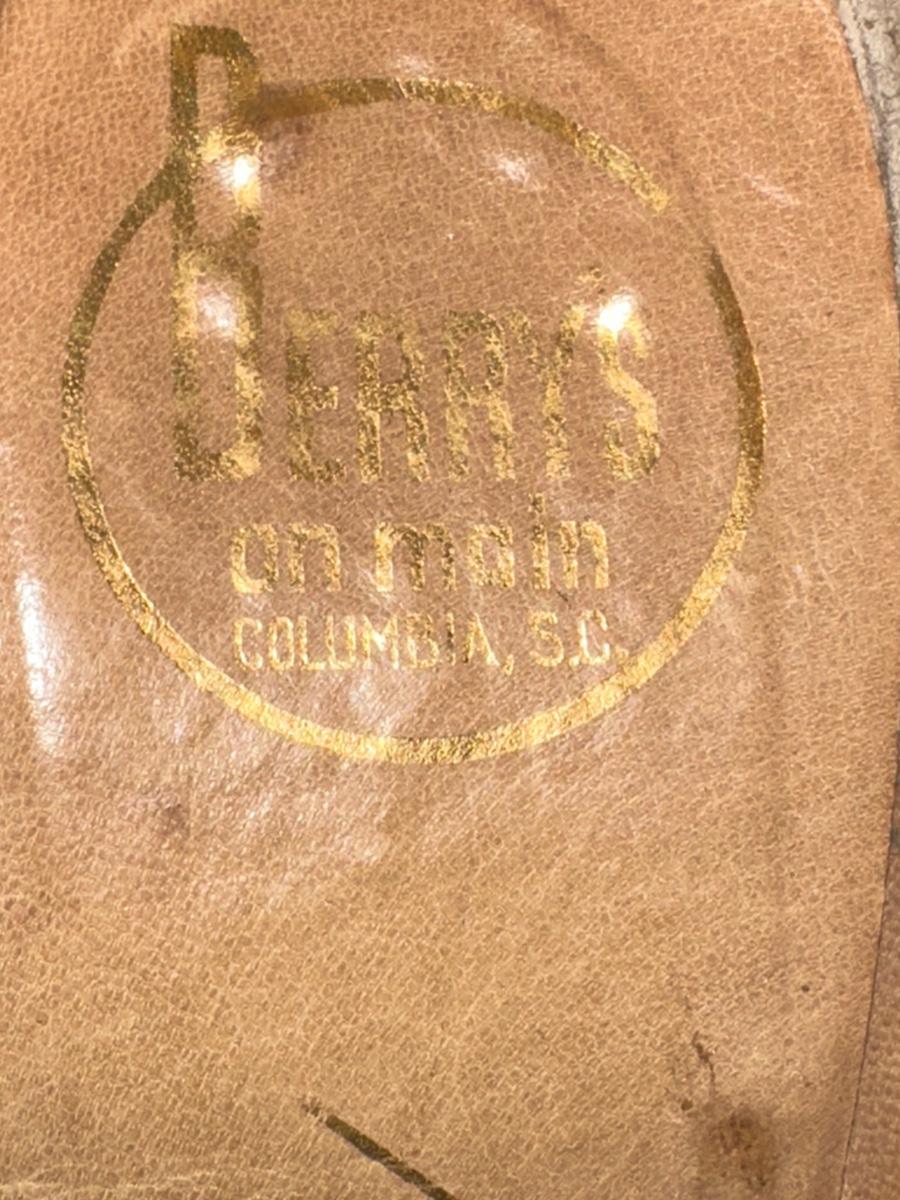 BERRY'S
on main
COLUMBIA, S.C.